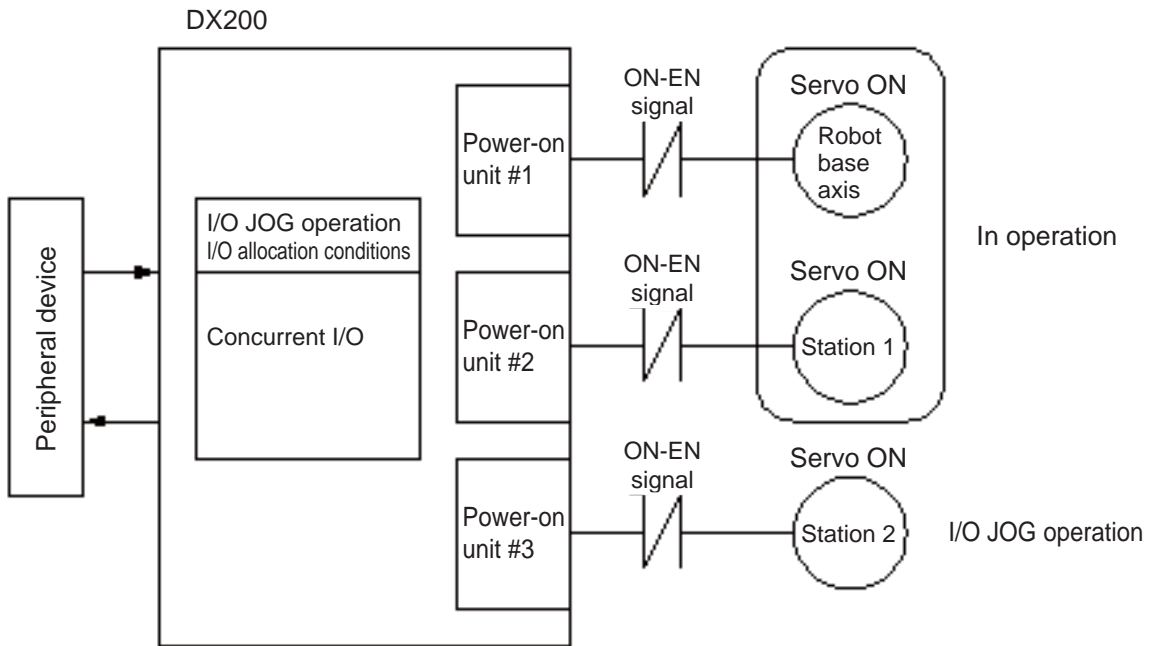 DX200
Peripheral device
I/O JOG operation
I/O allocation conditions
Concurrent I/O
Power-on
unit #1
ON-EN
signal
Servo ON
Robot
base
axis
In operation
Power-on
unit #2
ON-EN
signal
Servo ON
Station 1
Power-on
unit #3
ON-EN
signal
Servo ON
Station 2
I/O JOG operation